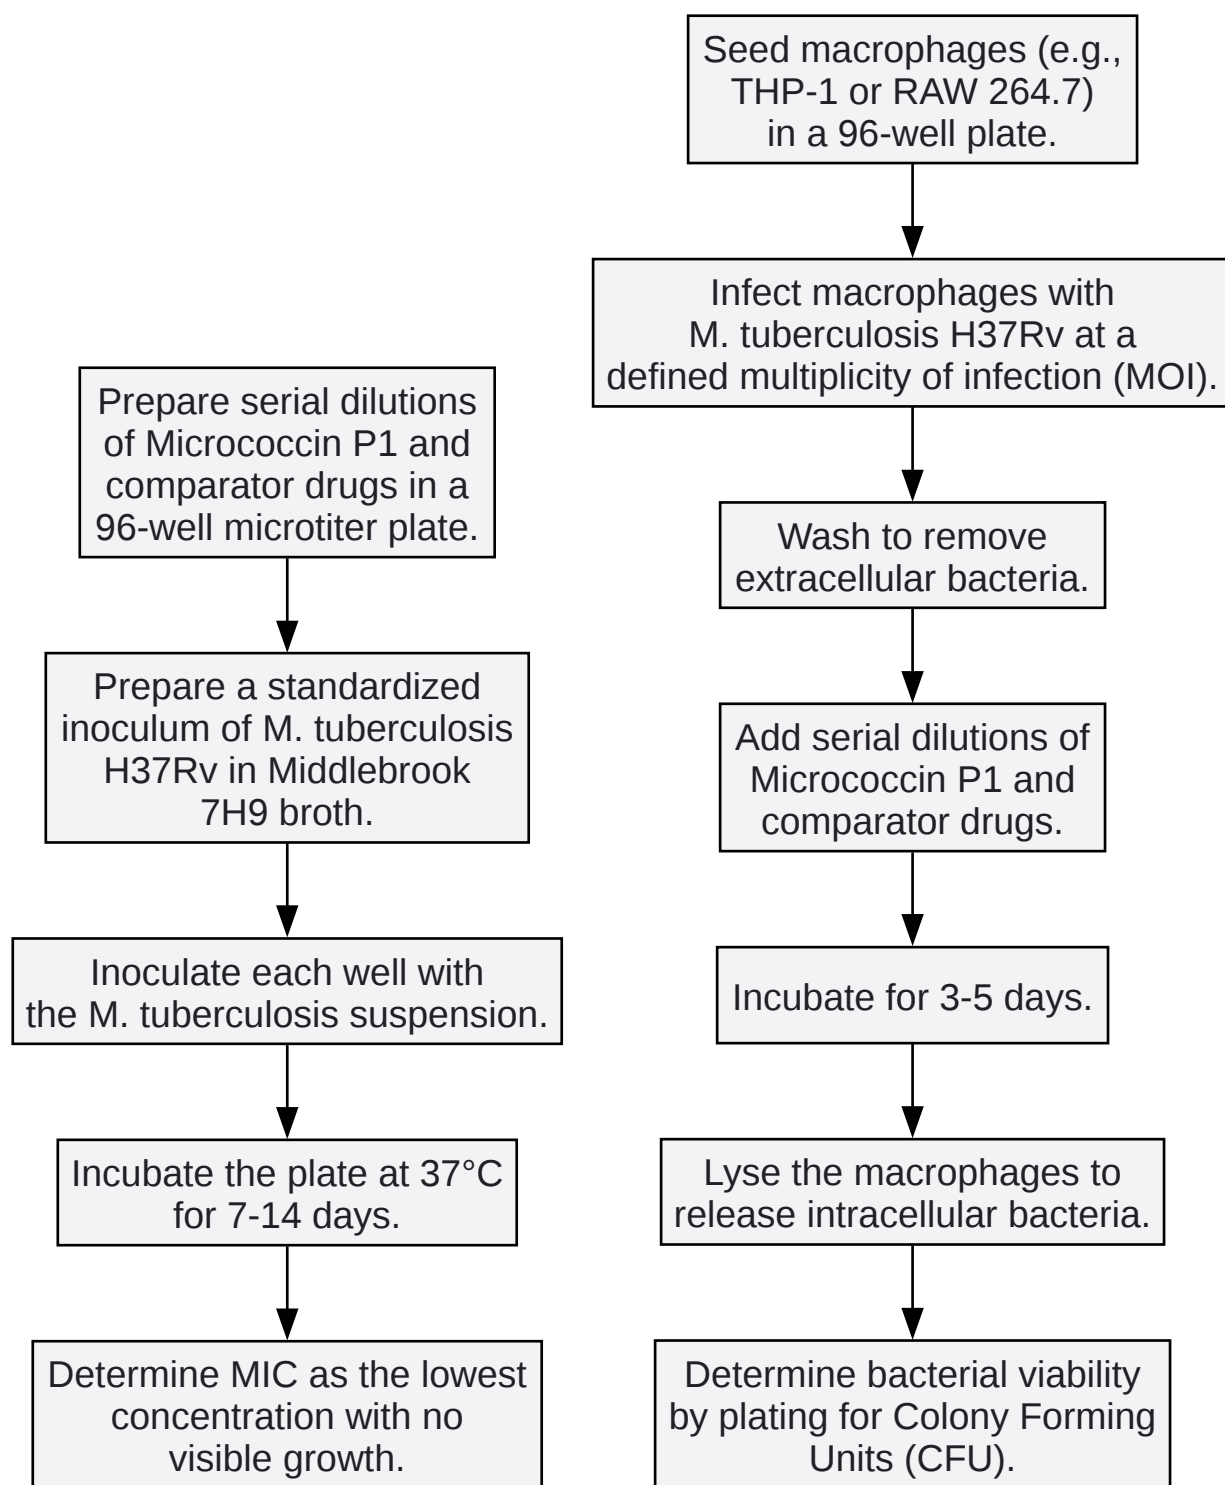 Prepare serial dilutions
of Micrococcin P1 and
comparator drugs in a
96-well microtiter plate.
Prepare a standardized
inoculum of M. tuberculosis
H37Rv in Middlebrook
7H9 broth.
Inoculate each well with
the M. tuberculosis suspension.
Incubate the plate at 37°C
for 7-14 days.
Determine MIC as the lowest
concentration with no
visible growth.
Seed macrophages (e.g.,
THP-1 or RAW 264.7)
in a 96-well plate.
Infect macrophages with
M. tuberculosis H37Rv at a
defined multiplicity of infection (MOI).
Wash to remove
extracellular bacteria.
Add serial dilutions of
Micrococcin P1 and
comparator drugs.
Incubate for 3-5 days.
Lyse the macrophages to
release intracellular bacteria.
Determine bacterial viability
by plating for Colony Forming
Units (CFU).